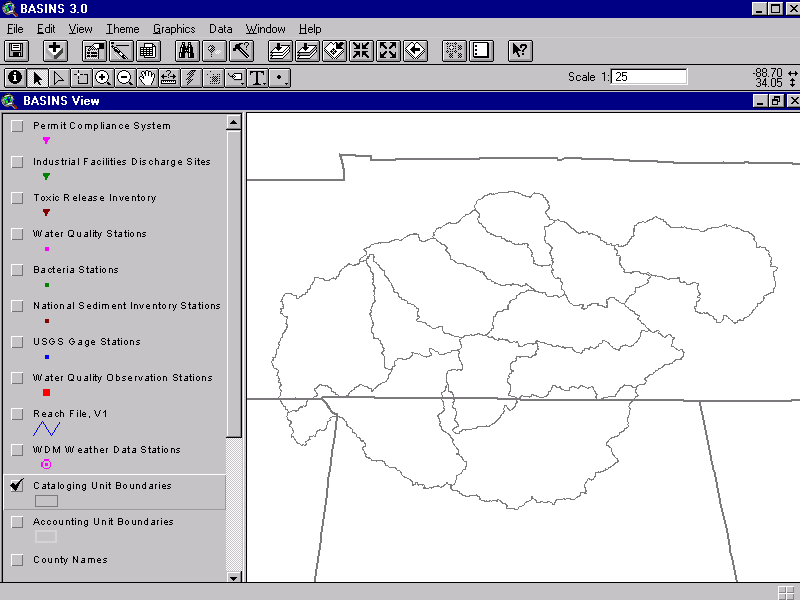 BASINS 3.0
File Edit View Theme Graphics Data Window Help
Scale 1: 25
-88.70
34.05
BASINS View
Permit Compliance System
Industrial Facilities Discharge Sites
Toxic Release Inventory
Water Quality Stations
Bacteria Stations
National Sediment Inventory Stations
USGS Gage Stations
Water Quality Observation Stations
Reach File, V1
WDM Weather Data Stations
Cataloging Unit Boundaries
Accounting Unit Boundaries
County Names